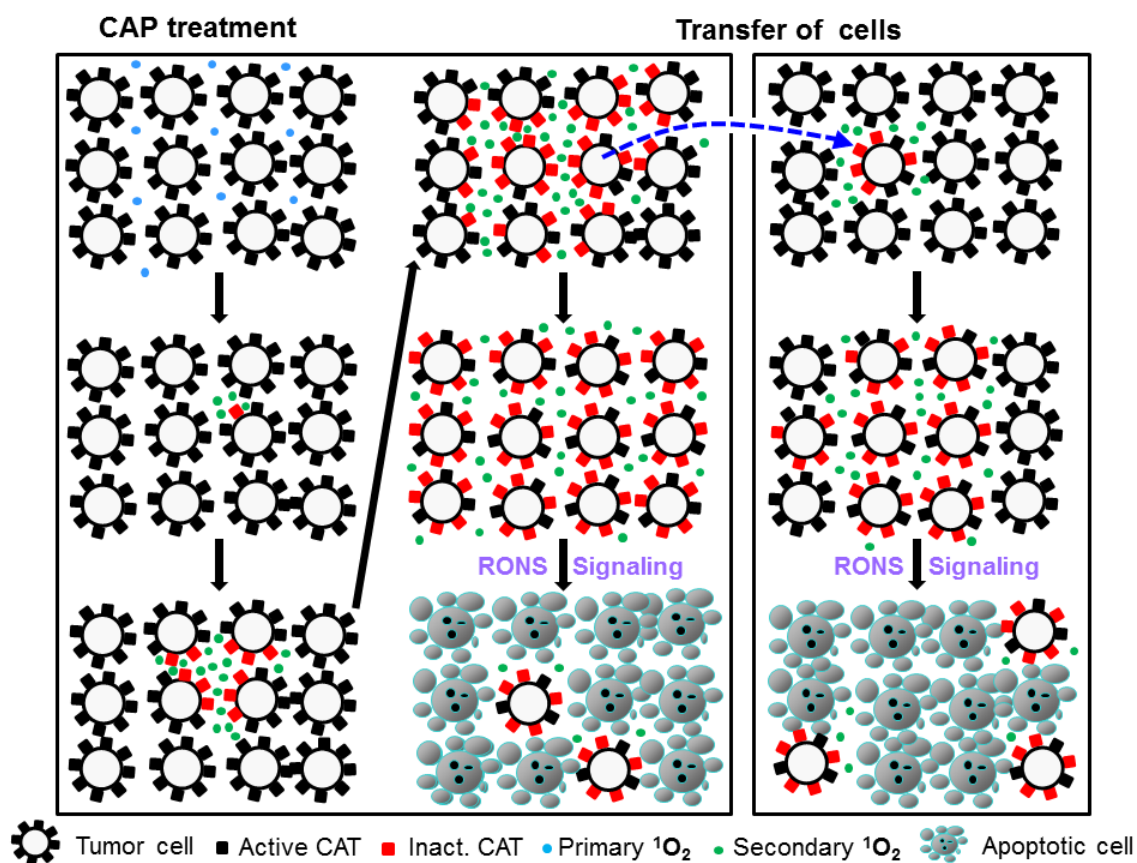 CAP treatment
Transfer of cells
RONS Signaling
RONS Signaling
Tumor cell Active CAT Inact. CAT Primary ¹O₂ Secondary ¹O₂ Apoptotic cell